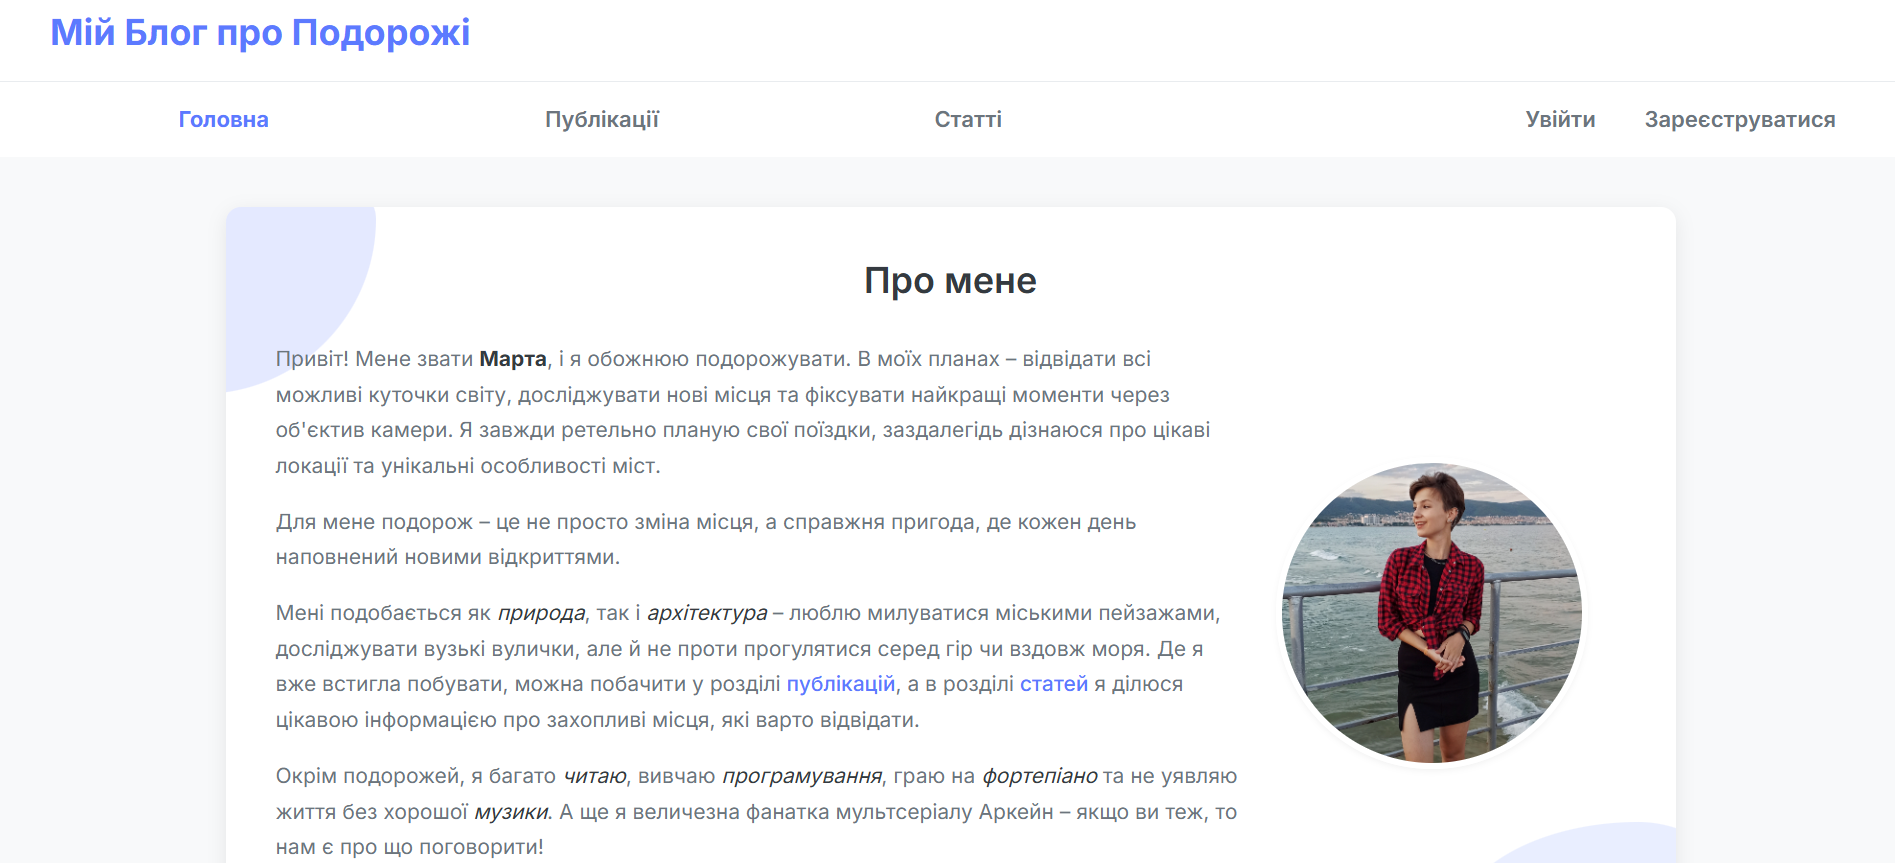 Мій Блог про Подорожі
Головна
Публікації
Статті
Увійти
Зареєструватися
Про мене
Привіт! Мене звати Марта, і я обожнюю подорожувати. В моїх планах – відвідати всі
можливі куточки світу, досліджувати нові місця та фіксувати найкращі моменти через
об'єктив камери. Я завжди ретельно планую свої поїздки, заздалегідь дізнаюся про цікаві
локації та унікальні особливості міст.
Для мене подорож – це не просто зміна місця, а справжня пригода, де кожен день
наповнений новими відкриттями.
Мені подобається як природа, так і архітектура – люблю милуватися міськими пейзажами,
досліджувати вузькі вулички, але й не проти прогулятися серед гір чи вздовж моря. Де я
вже встигла побувати, можна побачити у розділі публікацій, а в розділі статей я ділюся
цікавою інформацією про захопливі місця, які варто відвідати.
Окрім подорожей, я багато читаю, вивчаю програмування, граю на фортепіано та не уявляю
життя без хорошої музики. А ще я величезна фанатка мультсеріалу Аркейн – якщо ви теж, то
нам є про що поговорити!